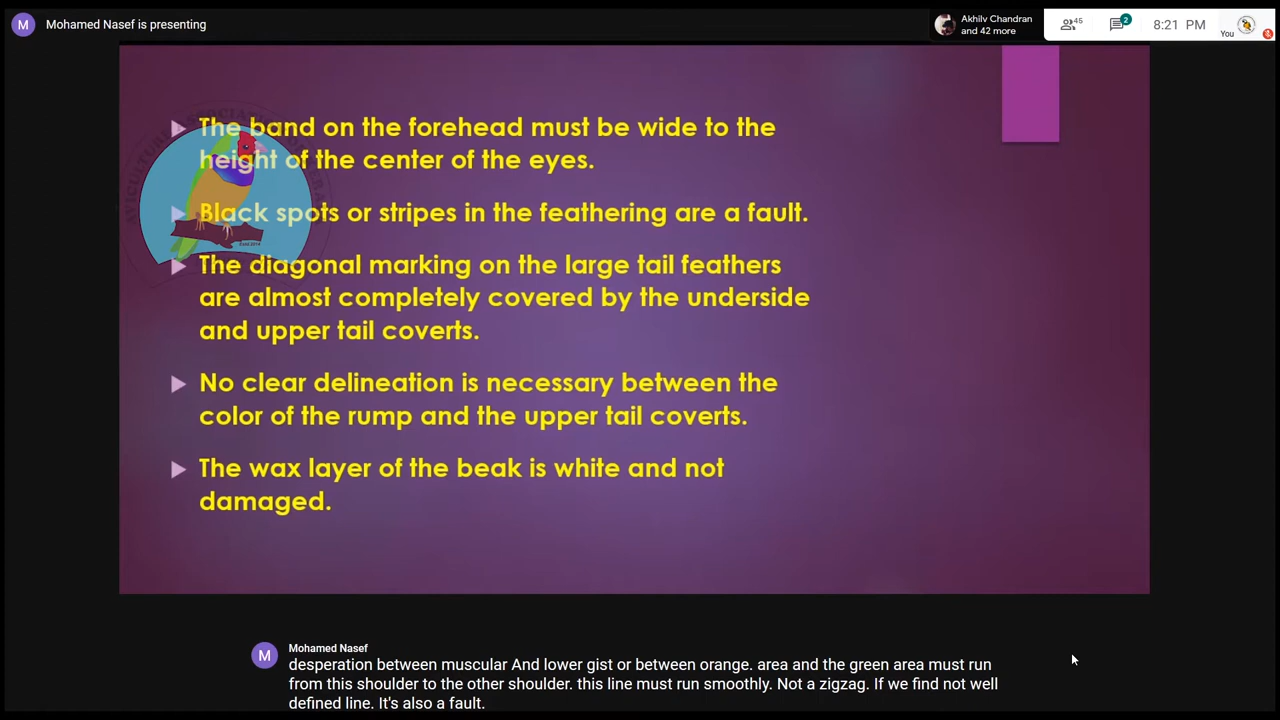 M Mohamed Nasef is presenting
Akhilv Chandran
and 42 more
45
2
8:21 PM
You
The band on the forehead must be wide to the
height of the center of the eyes.
Black spots or stripes in the feathering are a fault.
The diagonal marking on the large tail feathers
are almost completely covered by the underside
and upper tail coverts.
No clear delineation is necessary between the
color of the rump and the upper tail coverts.
The wax layer of the beak is white and not
damaged.
M Mohamed Nasef
desperation between muscular And lower gist or between orange. area and the green area must run
from this shoulder to the other shoulder. this line must run smoothly. Not a zigzag. If we find not well
defined line. It's also a fault.